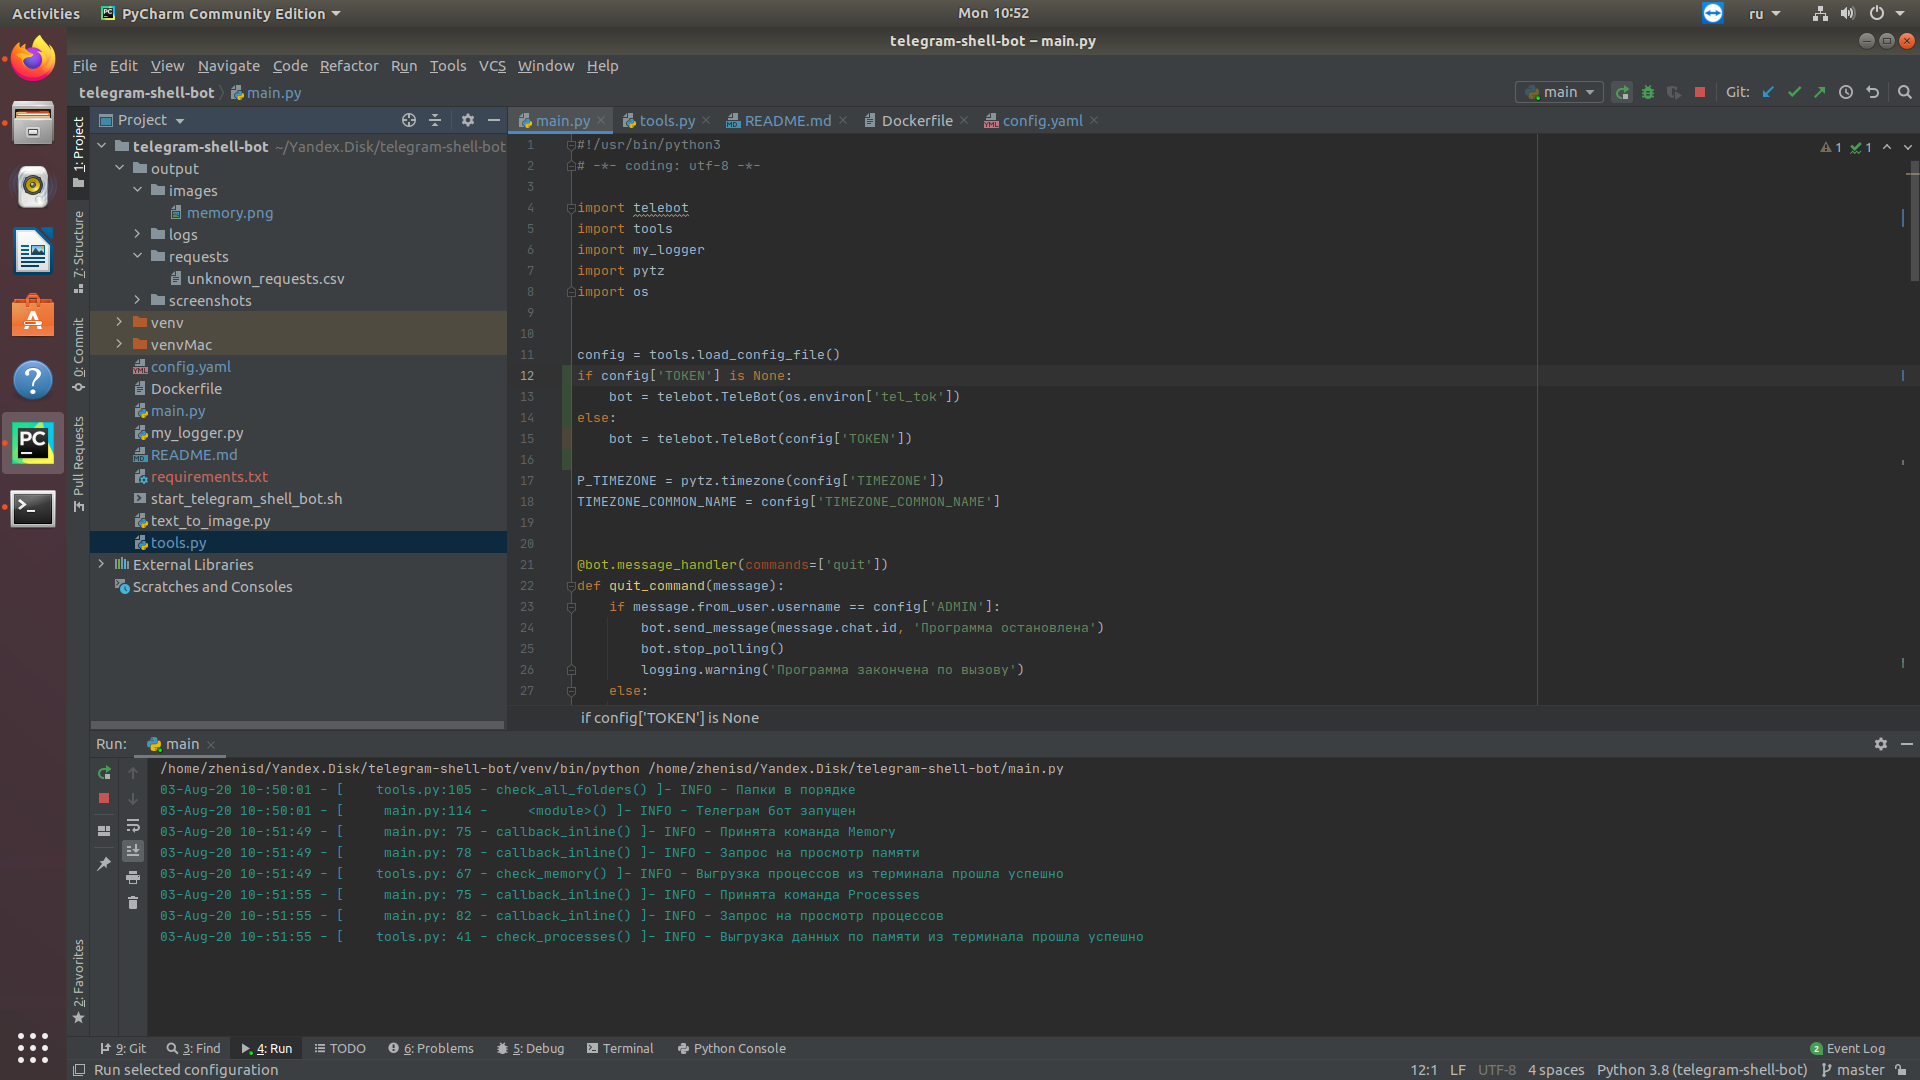 Activities PyCharm Community Edition Mon 10:52 ru
telegram-shell-bot – main.py
File Edit View Navigate Code Refactor Run Tools VCS Window Help
telegram-shell-bot main.py main Git:
Project
main.py tools.py README.md Dockerfile config.yaml
1: Project
7: Structure
0: Commit
Pull Requests
2: Favorites
telegram-shell-bot ~/Yandex.Disk/telegram-shell-bot
output
images
memory.png
logs
requests
unknown_requests.csv
screenshots
venv
venvMac
config.yaml
Dockerfile
main.py
my_logger.py
README.md
requirements.txt
start_telegram_shell_bot.sh
text_to_image.py
tools.py
External Libraries
Scratches and Consoles
1 #!/usr/bin/python3
2 # -*- coding: utf-8 -*-
3
4 import telebot
5 import tools
6 import my_logger
7 import pytz
8 import os
9
10
11 config = tools.load_config_file()
12 if config['TOKEN'] is None:
13     bot = telebot.TeleBot(os.environ['tel_tok'])
14 else:
15     bot = telebot.TeleBot(config['TOKEN'])
16
17 P_TIMEZONE = pytz.timezone(config['TIMEZONE'])
18 TIMEZONE_COMMON_NAME = config['TIMEZONE_COMMON_NAME']
19
20
21 @bot.message_handler(commands=['quit'])
22 def quit_command(message):
23     if message.from_user.username == config['ADMIN']:
24         bot.send_message(message.chat.id, 'Программа остановлена')
25         bot.stop_polling()
26         logging.warning('Программа закончена по вызову')
27     else:
1 1
if config['TOKEN'] is None
Run: main
/home/zhenisd/Yandex.Disk/telegram-shell-bot/venv/bin/python /home/zhenisd/Yandex.Disk/telegram-shell-bot/main.py
03-Aug-20 10-:50:01 - [    tools.py:105 - check_all_folders() ]- INFO - Папки в порядке
03-Aug-20 10-:50:01 - [     main.py:114 -     <module>() ]- INFO - Телеграм бот запущен
03-Aug-20 10-:51:49 - [     main.py: 75 - callback_inline() ]- INFO - Принята команда Memory
03-Aug-20 10-:51:49 - [     main.py: 78 - callback_inline() ]- INFO - Запрос на просмотр памяти
03-Aug-20 10-:51:49 - [    tools.py: 67 - check_memory() ]- INFO - Выгрузка процессов из терминала прошла успешно
03-Aug-20 10-:51:55 - [     main.py: 75 - callback_inline() ]- INFO - Принята команда Processes
03-Aug-20 10-:51:55 - [     main.py: 82 - callback_inline() ]- INFO - Запрос на просмотр процессов
03-Aug-20 10-:51:55 - [    tools.py: 41 - check_processes() ]- INFO - Выгрузка данных по памяти из терминала прошла успешно
9: Git 3: Find 4: Run TODO 6: Problems 5: Debug Terminal Python Console 2 Event Log
Run selected configuration 12:1 LF UTF-8 4 spaces Python 3.8 (telegram-shell-bot) master